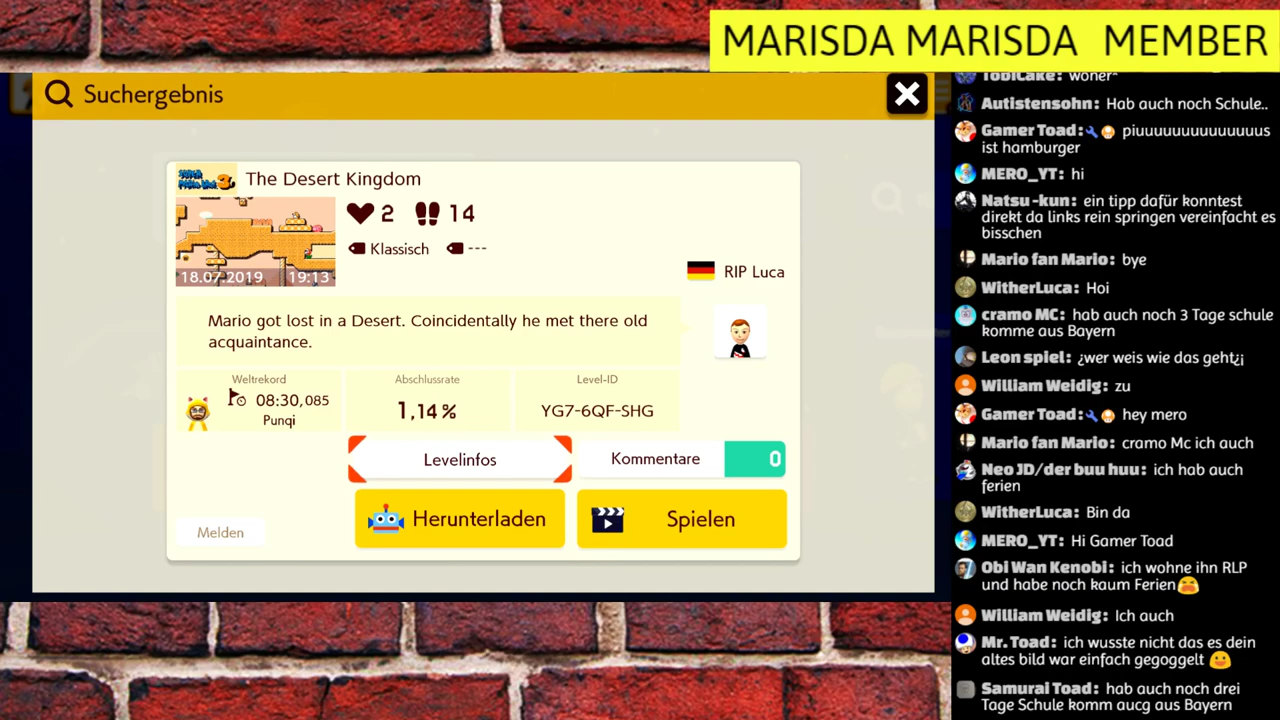 MARISDA MARISDA MEMBER
Suchergebnis
The Desert Kingdom
2 14
Klassisch ---
18.07.2019 19:13
RIP Luca
Mario got lost in a Desert. Coincidentally he met there old
acquaintance.
Weltrekord
08:30,085
Punqi
Abschlussrate
1,14 %
Level-ID
YG7-6QF-SHG
Levelinfos
Kommentare 0
Melden
Herunterladen
Spielen
TobiCake: woher*
Autistensohn: Hab auch noch Schule..
Gamer Toad: piuuuuuuuuuuuuuus
ist hamburger
MERO_YT: hi
Natsu-kun: ein tipp dafür konntest
direkt da links rein springen vereinfacht es
bisschen
Mario fan Mario: bye
WitherLuca: Hoi
cramo MC: hab auch noch 3 Tage schule
komme aus Bayern
Leon spiel: ¿wer weis wie das geht¿¡
William Weidig: zu
Gamer Toad: hey mero
Mario fan Mario: cramo Mc ich auch
Neo JD/der buu huu: ich hab auch
ferien
WitherLuca: Bin da
MERO_YT: Hi Gamer Toad
Obi Wan Kenobi: ich wohne ihn RLP
und habe noch kaum Ferien
William Weidig: Ich auch
Mr. Toad: ich wusste nicht das es dein
altes bild war einfach gegoggelt
Samurai Toad: hab auch noch drei
Tage Schule komm aucg aus Bayern